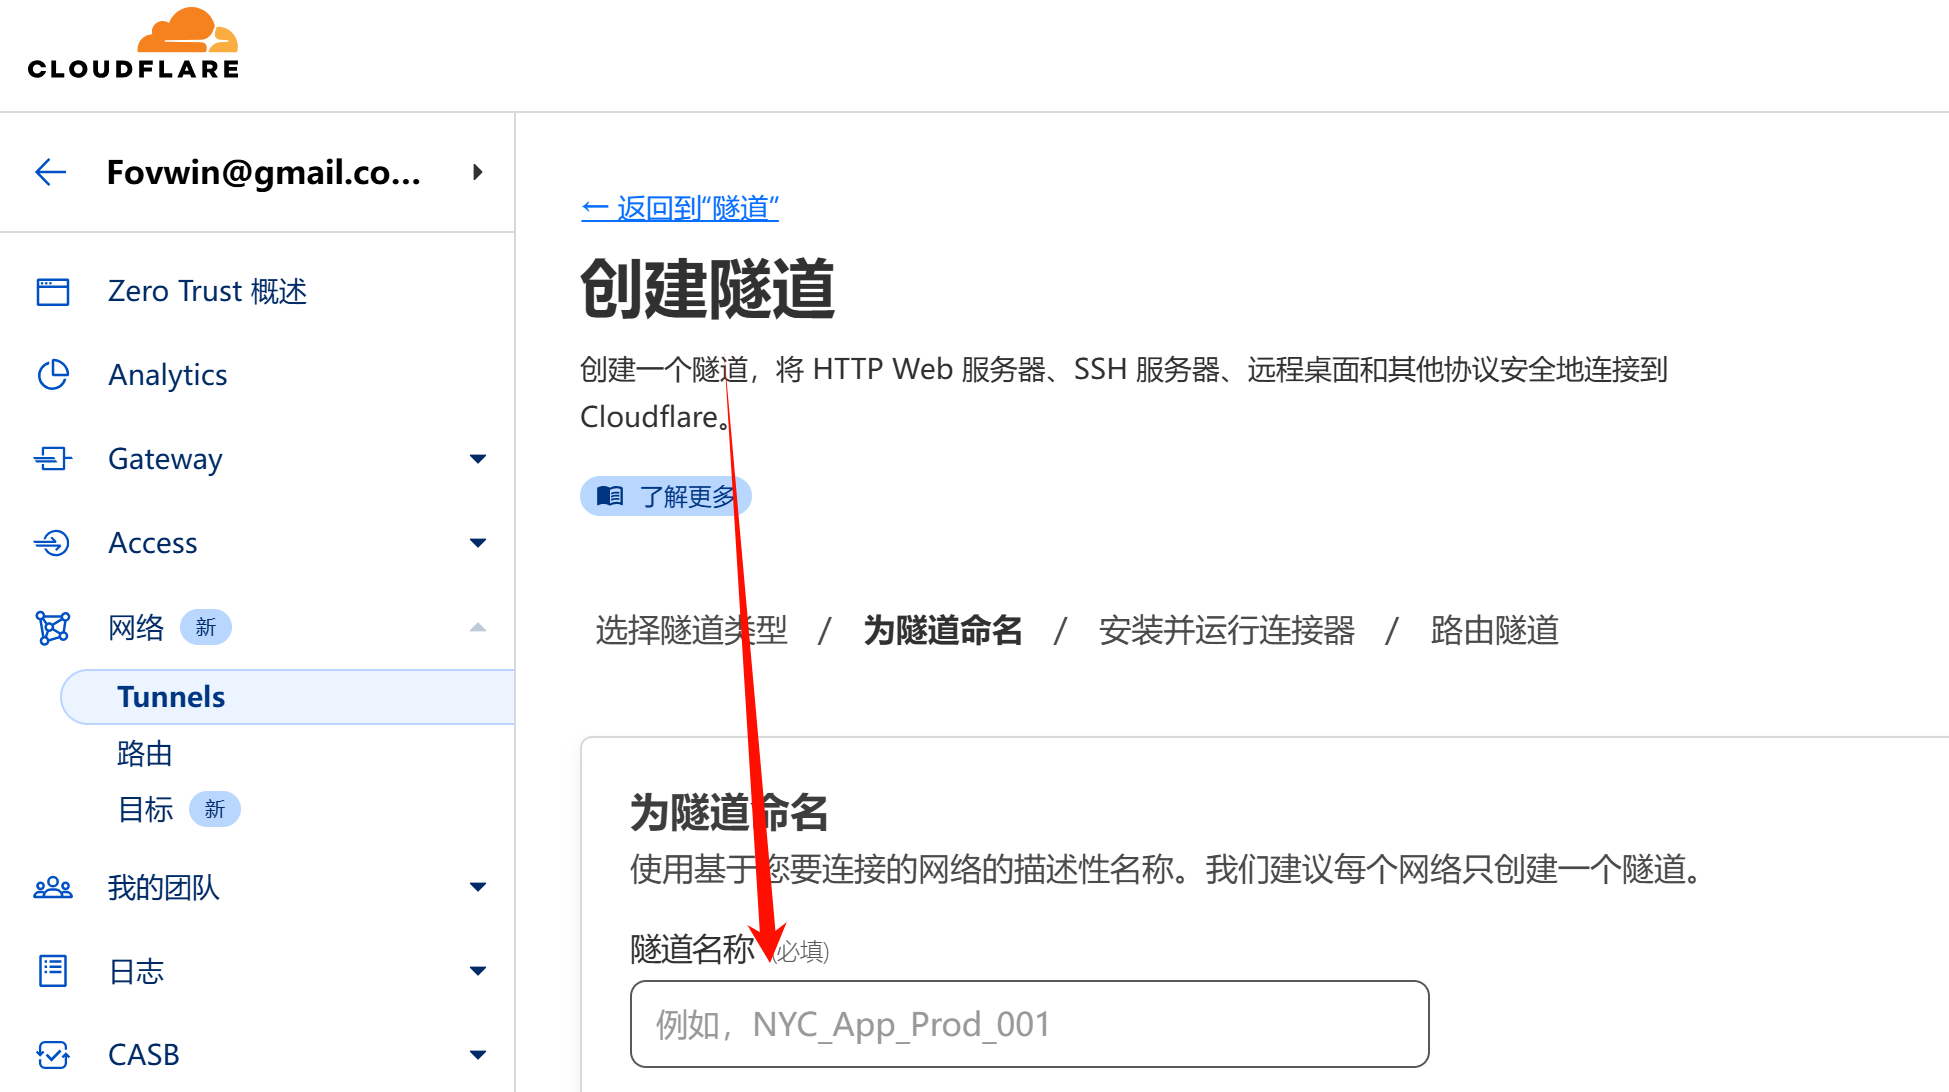 CLOUDFLARE
Fovwin@gmail.co...
Zero Trust 概述
Analytics
Gateway
Access
网络 新
Tunnels
路由
目标 新
我的团队
日志
CASB
← 返回到“隧道”
创建隧道
创建一个隧道，将 HTTP Web 服务器、SSH 服务器、远程桌面和其他协议安全地连接到
Cloudflare。
了解更多
选择隧道类型 / 为隧道命名 / 安装并运行连接器 / 路由隧道
为隧道命名
使用基于您要连接的网络的描述性名称。我们建议每个网络只创建一个隧道。
隧道名称 (必填)
例如，NYC_App_Prod_001